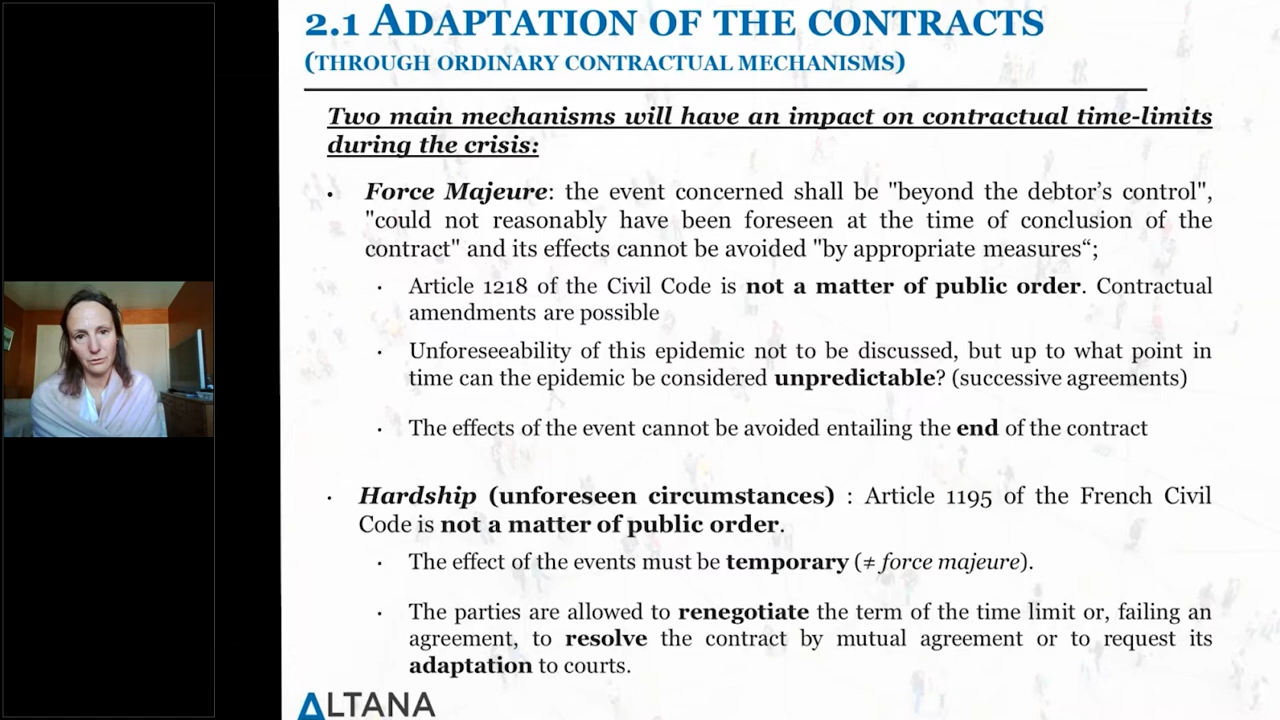 2.1 ADAPTATION OF THE CONTRACTS
(THROUGH ORDINARY CONTRACTUAL MECHANISMS)
Two main mechanisms will have an impact on contractual time-limits
during the crisis:
• Force Majeure: the event concerned shall be "beyond the debtor’s control",
"could not reasonably have been foreseen at the time of conclusion of the
contract" and its effects cannot be avoided "by appropriate measures“;
• Article 1218 of the Civil Code is not a matter of public order. Contractual
amendments are possible
• Unforeseeability of this epidemic not to be discussed, but up to what point in
time can the epidemic be considered unpredictable? (successive agreements)
• The effects of the event cannot be avoided entailing the end of the contract
• Hardship (unforeseen circumstances) : Article 1195 of the French Civil
Code is not a matter of public order.
• The effect of the events must be temporary (≠ force majeure).
• The parties are allowed to renegotiate the term of the time limit or, failing an
agreement, to resolve the contract by mutual agreement or to request its
adaptation to courts.
ALTANA